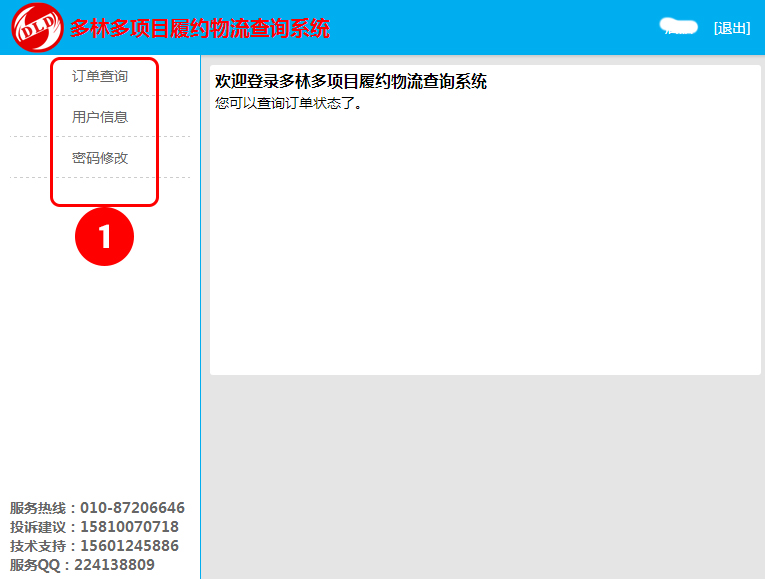 DLD 多林多项目履约物流查询系统
[退出]
订单查询
用户信息
密码修改
1
欢迎登录多林多项目履约物流查询系统
您可以查询订单状态了。
服务热线：010-87206646
投诉建议：15810070718
技术支持：15601245886
服务QQ：224138809